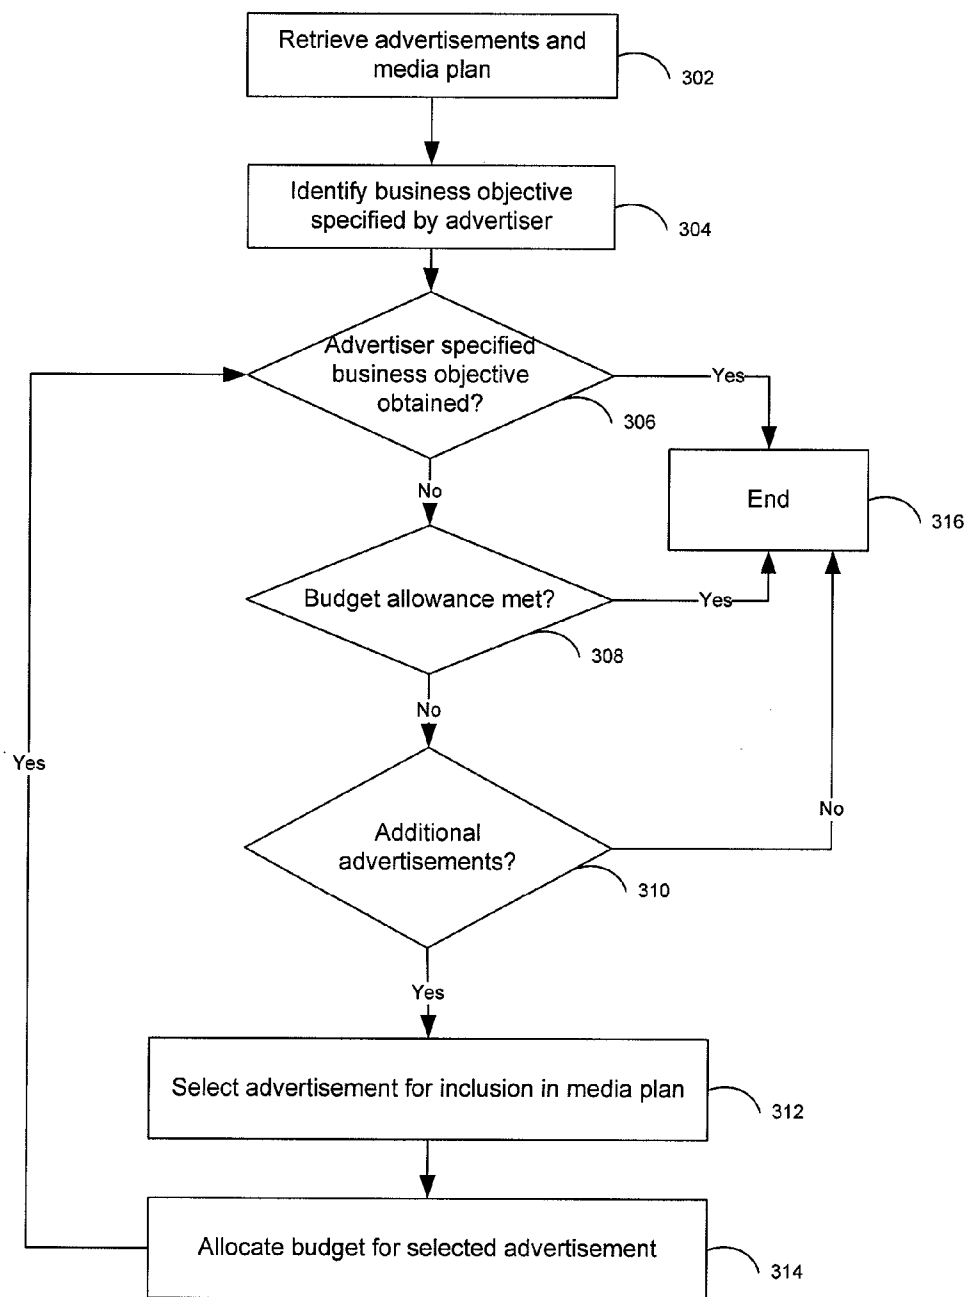 Retrieve advertisements and
media plan
302
Identify business objective
specified by advertiser
304
Advertiser specified
business objective
obtained?
306
Yes
No
End
316
Budget allowance met?
308
Yes
No
Additional
advertisements?
310
No
Yes
Yes
Select advertisement for inclusion in media plan
312
Allocate budget for selected advertisement
314